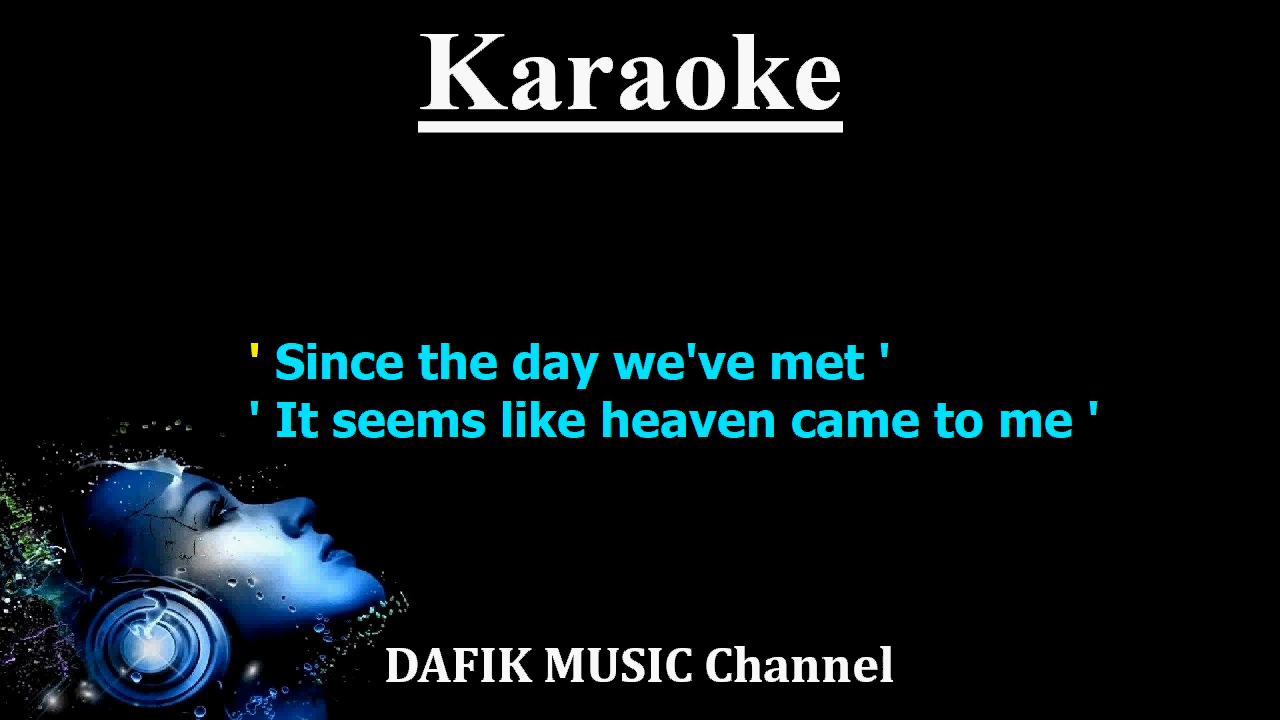 Karaoke
' Since the day we've met '
' It seems like heaven came to me '
DAFIK MUSIC Channel